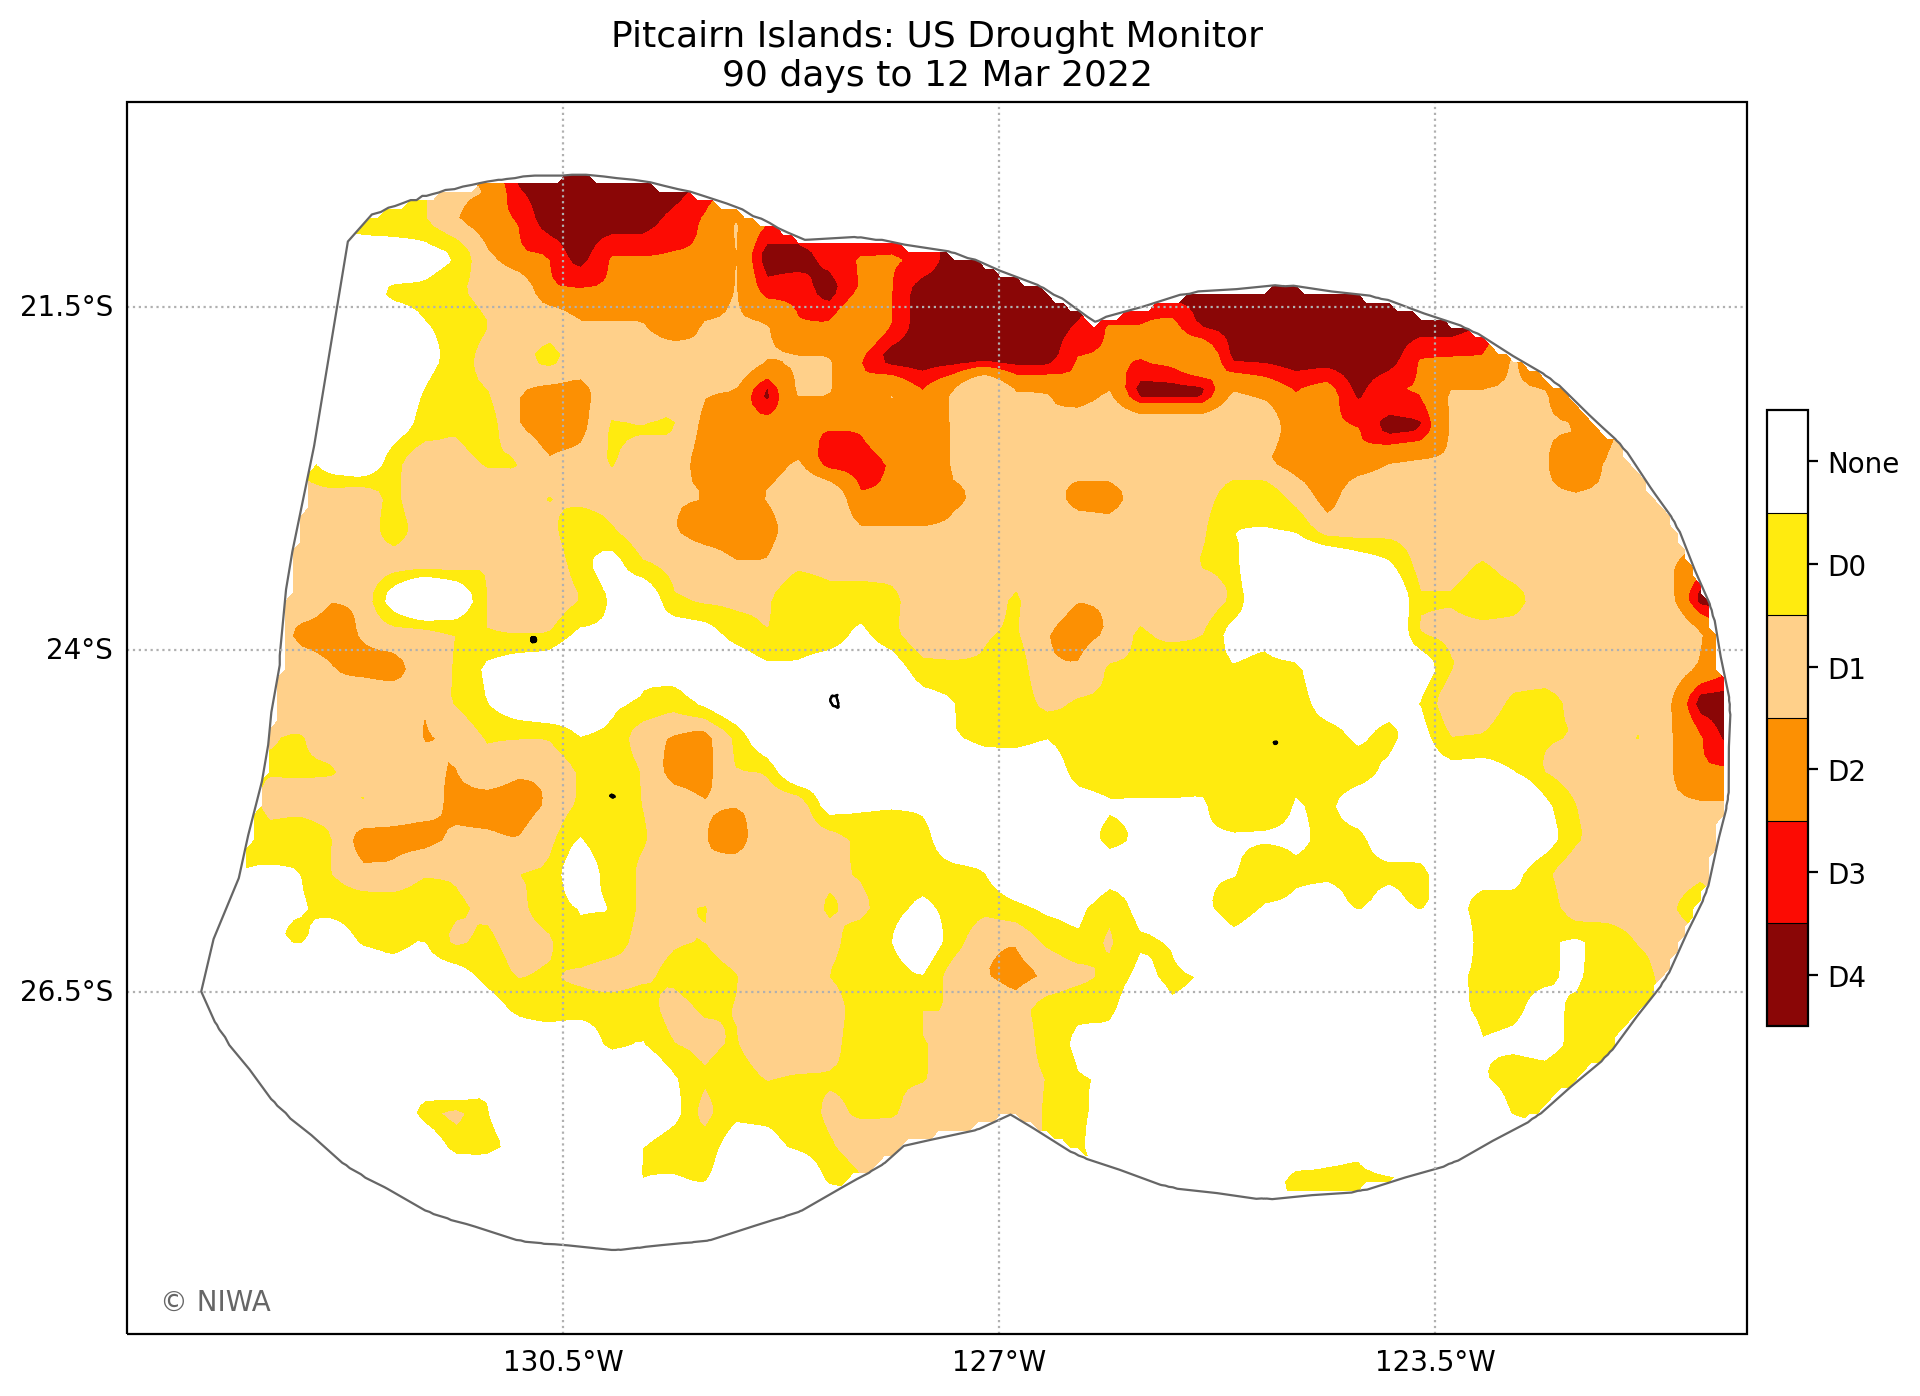 Pitcairn Islands: US Drought Monitor
90 days to 12 Mar 2022
21.5°S
24°S
26.5°S
130.5°W
127°W
123.5°W
None
D0
D1
D2
D3
D4
© NIWA